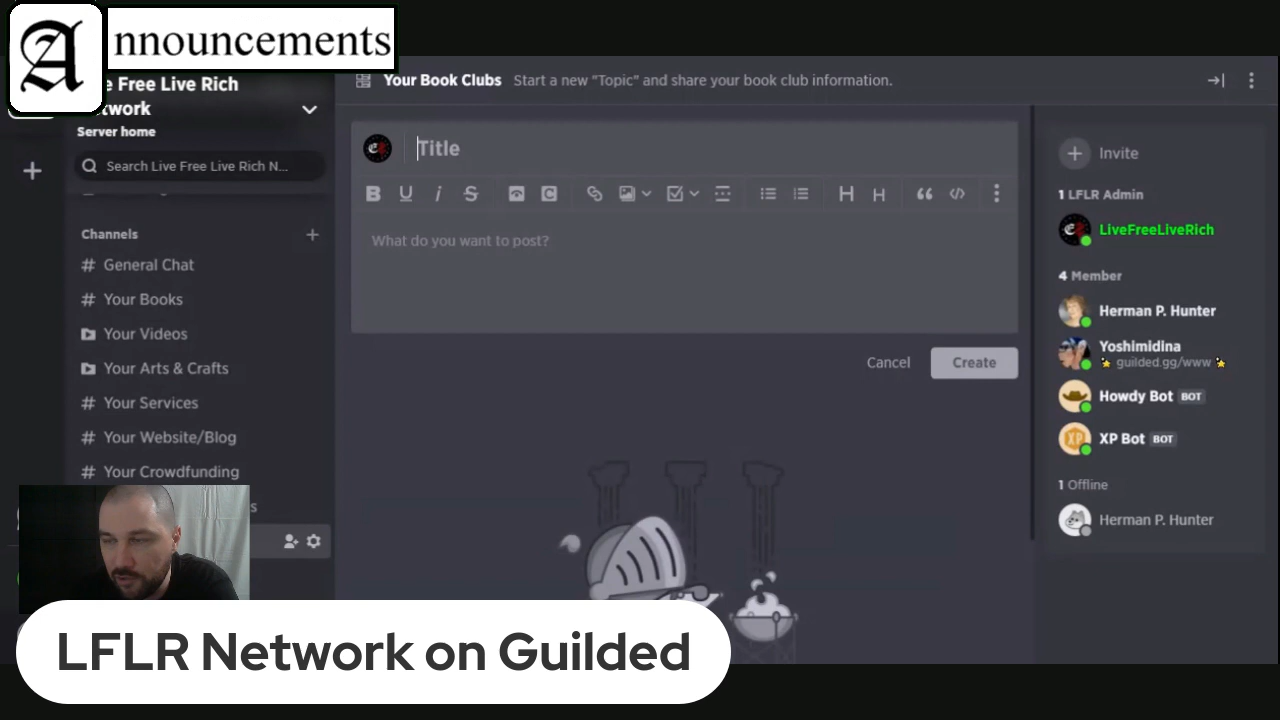 Announcements
e Free Live Rich
twork
Server home
Search Live Free Live Rich N...
Channels
General Chat
Your Books
Your Videos
Your Arts & Crafts
Your Services
Your Website/Blog
Your Crowdfunding
s
Your Book Clubs Start a new "Topic" and share your book club information.
Title
B U i S H H
What do you want to post?
Cancel Create
Invite
1 LFLR Admin
LiveFreeLiveRich
4 Member
Herman P. Hunter
Yoshimidina
guilded.gg/www
Howdy Bot BOT
XP XP Bot BOT
1 Offline
Herman P. Hunter
LFLR Network on Guilded